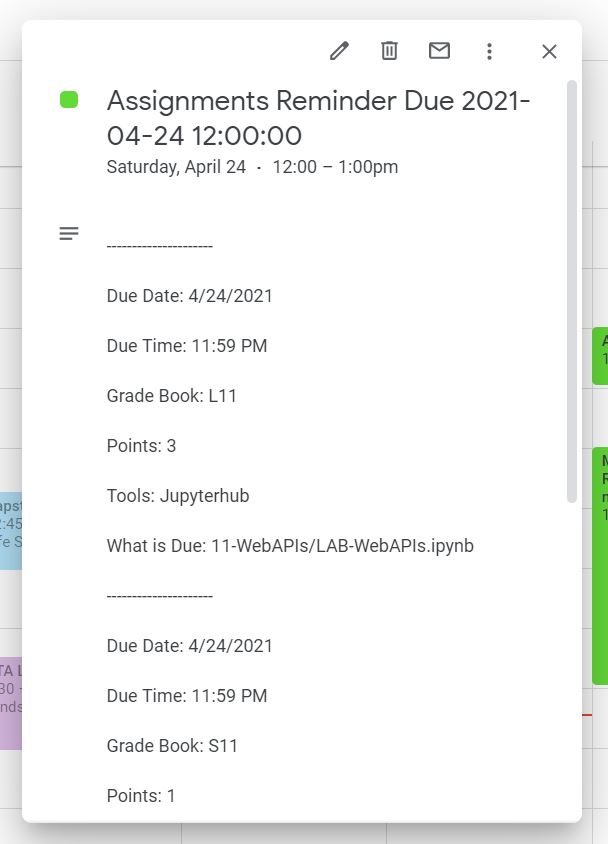 Assignments Reminder Due 2021-
04-24 12:00:00
Saturday, April 24 · 12:00 – 1:00pm
---------------------
Due Date: 4/24/2021
Due Time: 11:59 PM
Grade Book: L11
Points: 3
Tools: Jupyterhub
What is Due: 11-WebAPIs/LAB-WebAPIs.ipynb
---------------------
Due Date: 4/24/2021
Due Time: 11:59 PM
Grade Book: S11
Points: 1